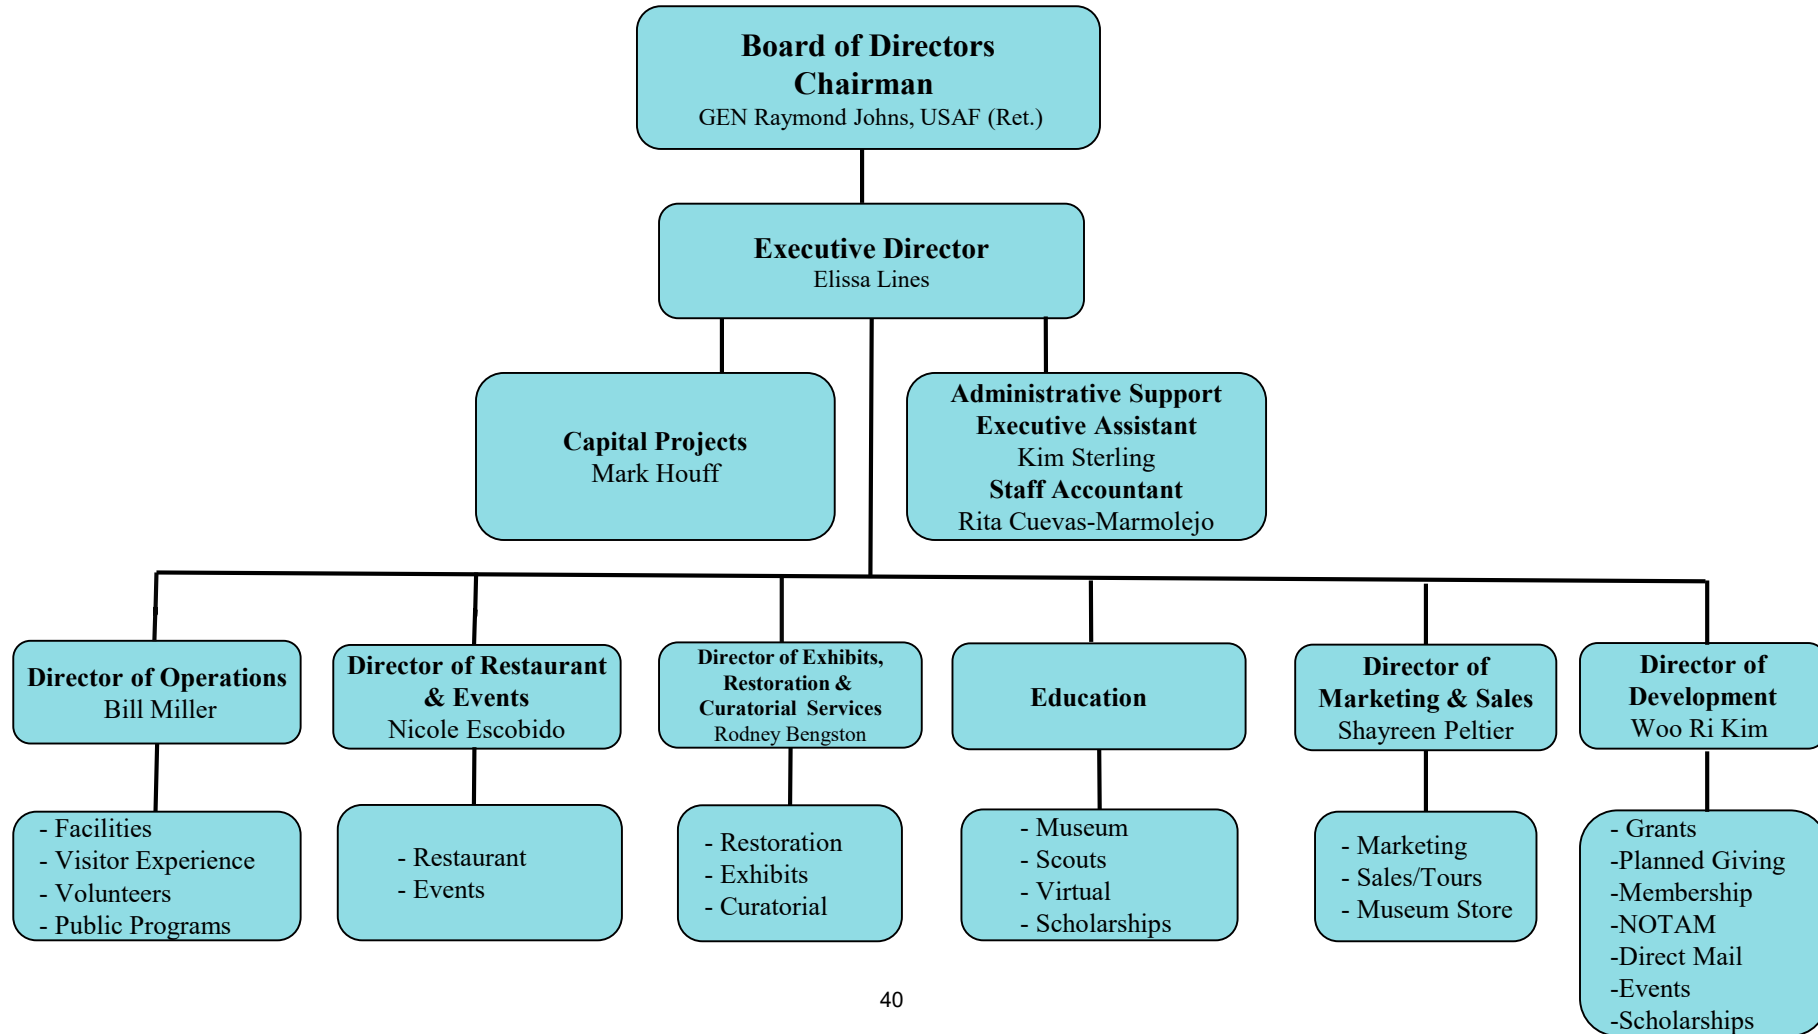 Board of Directors
Chairman
GEN Raymond Johns, USAF (Ret.)
Executive Director
Elissa Lines
Capital Projects
Mark Houff
Administrative Support
Executive Assistant
Kim Sterling
Staff Accountant
Rita Cuevas-Marmolejo
Director of Operations
Bill Miller
Director of Restaurant
& Events
Nicole Escobido
Director of Exhibits,
Restoration &
Curatorial Services
Rodney Bengston
Education
Director of
Marketing & Sales
Shayreen Peltier
Director of
Development
Woo Ri Kim
- Facilities
- Visitor Experience
- Volunteers
- Public Programs
- Restaurant
- Events
- Restoration
- Exhibits
- Curatorial
- Museum
- Scouts
- Virtual
- Scholarships
- Marketing
- Sales/Tours
- Museum Store
- Grants
-Planned Giving
-Membership
-NOTAM
-Direct Mail
-Events
-Scholarships
40